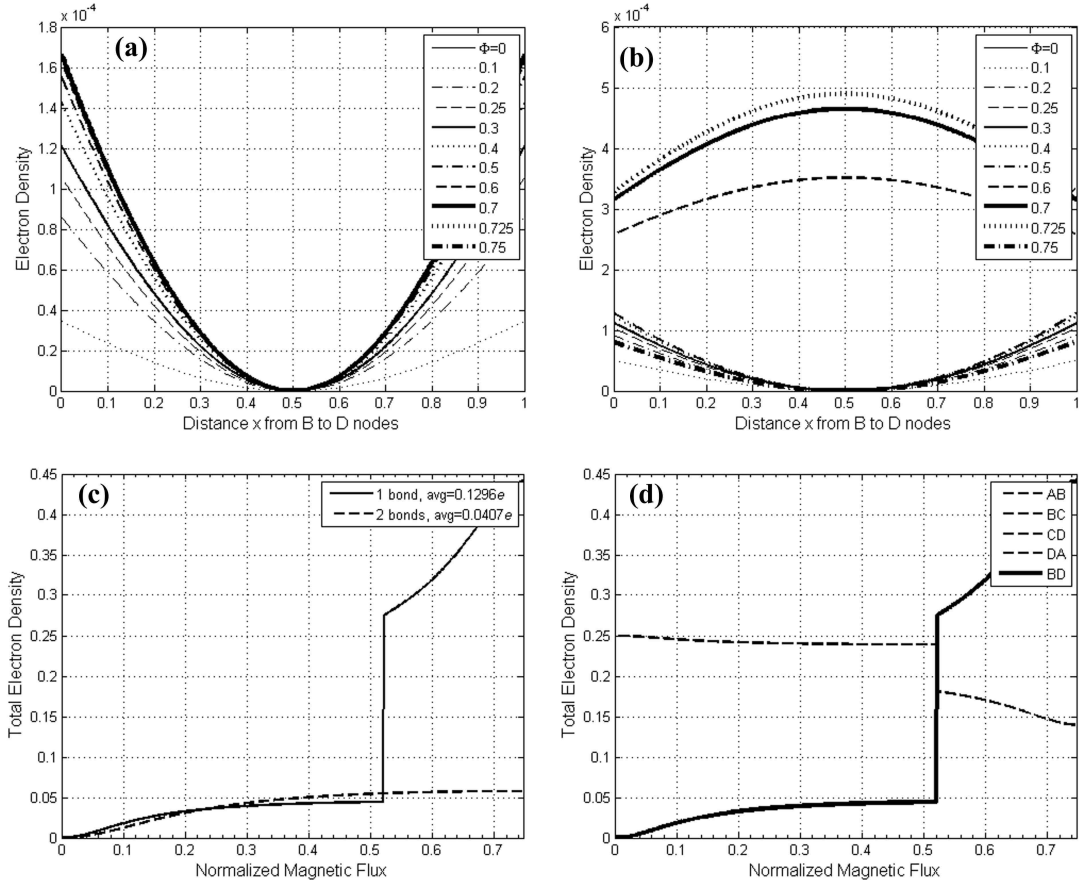 × 10⁻⁴
(a)
1.8
1.6
1.4
1.2
1
0.8
0.6
0.4
0.2
0
Electron Density
Φ=0
0.1
0.2
0.25
0.3
0.4
0.5
0.6
0.7
0.725
0.75
0 0.1 0.2 0.3 0.4 0.5 0.6 0.7 0.8 0.9 1
Distance x from B to D nodes
× 10⁻⁴
(b)
6
5
4
3
2
1
0
Electron Density
Φ=0
0.1
0.2
0.25
0.3
0.4
0.5
0.6
0.7
0.725
0.75
0 0.1 0.2 0.3 0.4 0.5 0.6 0.7 0.8 0.9 1
Distance x from B to D nodes
(c)
0.45
0.4
0.35
0.3
0.25
0.2
0.15
0.1
0.05
0
Total Electron Density
1 bond, avg=0.1296e
2 bonds, avg=0.0407e
0 0.1 0.2 0.3 0.4 0.5 0.6 0.7
Normalized Magnetic Flux
(d)
0.45
0.4
0.35
0.3
0.25
0.2
0.15
0.1
0.05
0
Total Electron Density
AB
BC
CD
DA
BD
0 0.1 0.2 0.3 0.4 0.5 0.6 0.7
Normalized Magnetic Flux